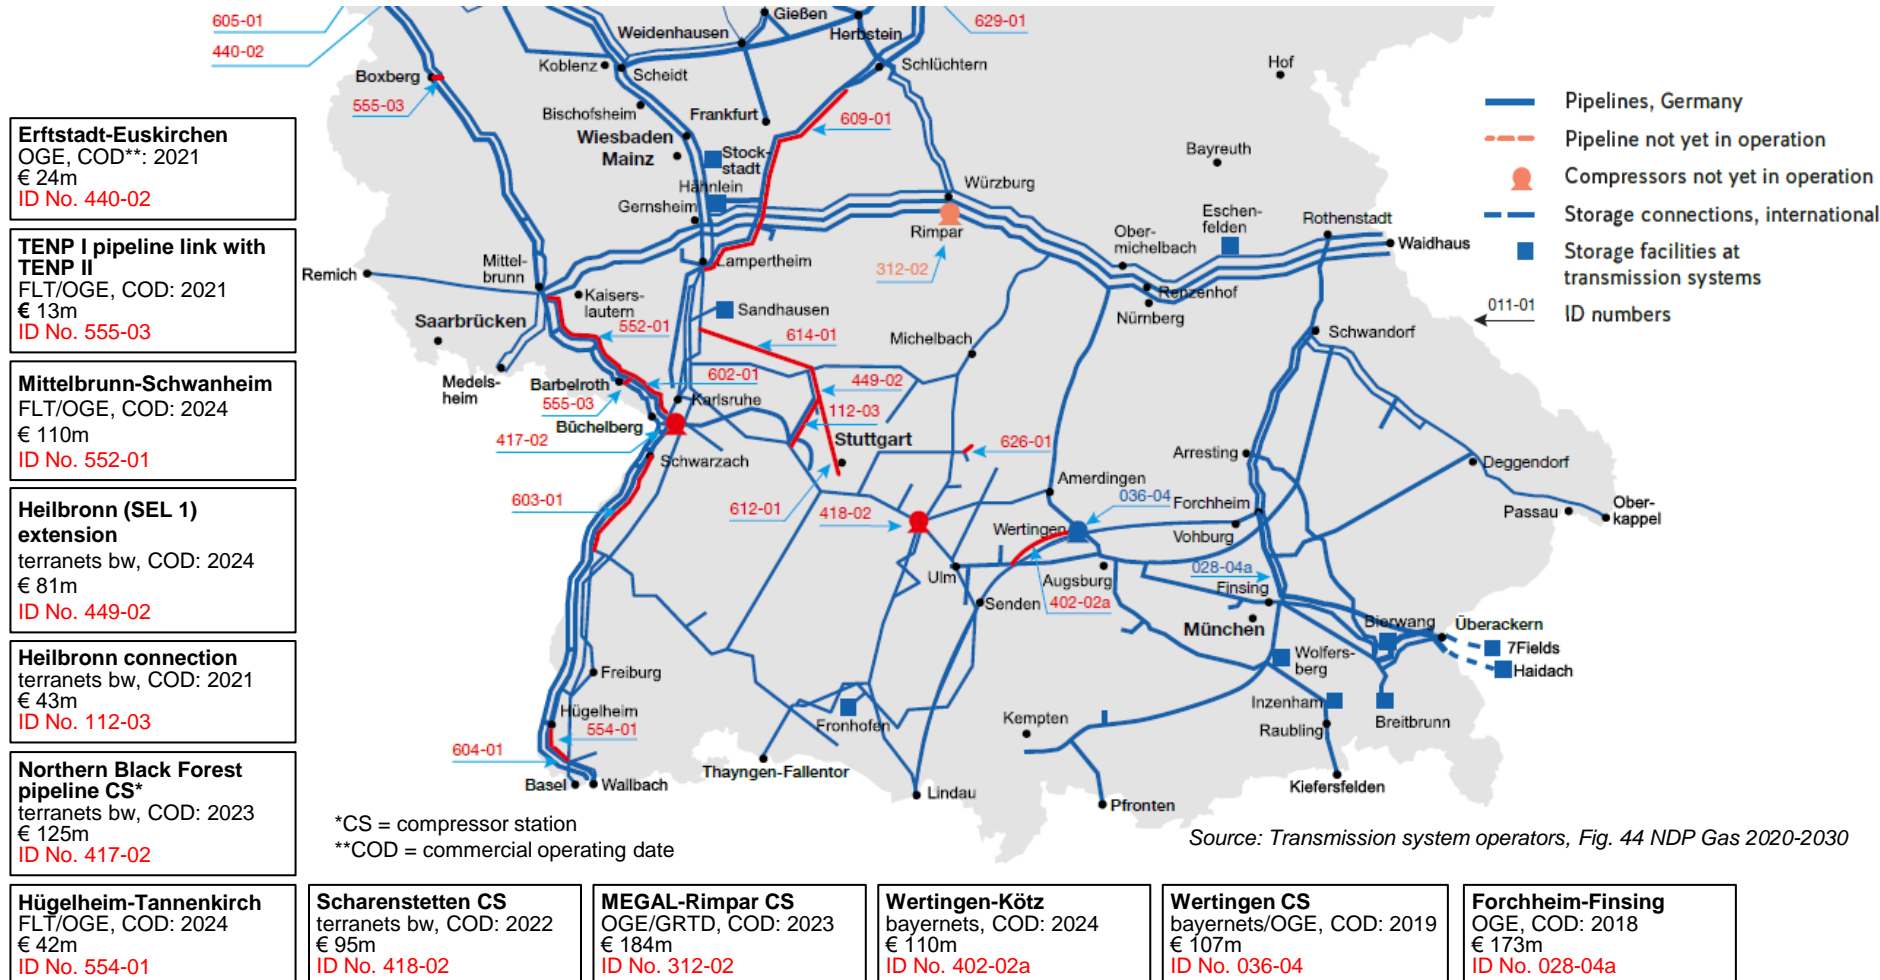 605-01
440-02
629-01
Gießen
Weidenhausen
Herbstein
Koblenz
Scheidt
Schlüchtern
Hof
Boxberg
555-03
Bischofsheim
Frankfurt
609-01
Wiesbaden
Mainz
Stock-
stadt
Bayreuth
Hähnlein
Gernsheim
Würzburg
Rimpar
312-02
Eschen-
felden
Ober-
michelbach
Rothenstadt
Waidhaus
Remich
Mittel-
brunn
Lampertheim
Kaisers-
lautern
Sandhausen
Renzenhof
Nürnberg
Saarbrücken
552-01
614-01
Michelbach
Schwandorf
Medels-
heim
Barbelroth
602-01
449-02
555-03
Karlsruhe
112-03
Büchelberg
417-02
Stuttgart
626-01
Schwarzach
Arresting
Deggendorf
Amerdingen
036-04
Forchheim
Passau
Ober-
kappel
603-01
612-01
418-02
Wertingen
Vohburg
028-04a
Ulm
Augsburg
Finsing
Senden
402-02a
München
Bierwang
Überackern
7Fields
Haidach
Wolfers-
berg
Freiburg
Inzenham
Raubling
Breitbrunn
Hügelheim
554-01
Fronhofen
Kempten
604-01
Basel
Wallbach
Thayngen-Fallentor
Lindau
Pfronten
Kiefersfelden
Pipelines, Germany
Pipeline not yet in operation
Compressors not yet in operation
Storage connections, international
Storage facilities at
transmission systems
011-01
ID numbers
Erftstadt-Euskirchen
OGE, COD**: 2021
€ 24m
ID No. 440-02
TENP I pipeline link with
TENP II
FLT/OGE, COD: 2021
€ 13m
ID No. 555-03
Mittelbrunn-Schwanheim
FLT/OGE, COD: 2024
€ 110m
ID No. 552-01
Heilbronn (SEL 1)
extension
terranets bw, COD: 2024
€ 81m
ID No. 449-02
Heilbronn connection
terranets bw, COD: 2021
€ 43m
ID No. 112-03
Northern Black Forest
pipeline CS*
terranets bw, COD: 2023
€ 125m
ID No. 417-02
*CS = compressor station
**COD = commercial operating date
Source: Transmission system operators, Fig. 44 NDP Gas 2020-2030
Hügelheim-Tannenkirch
FLT/OGE, COD: 2024
€ 42m
ID No. 554-01
Scharenstetten CS
terranets bw, COD: 2022
€ 95m
ID No. 418-02
MEGAL-Rimpar CS
OGE/GRTD, COD: 2023
€ 184m
ID No. 312-02
Wertingen-Kötz
bayernets, COD: 2024
€ 110m
ID No. 402-02a
Wertingen CS
bayernets/OGE, COD: 2019
€ 107m
ID No. 036-04
Forchheim-Finsing
OGE, COD: 2018
€ 173m
ID No. 028-04a